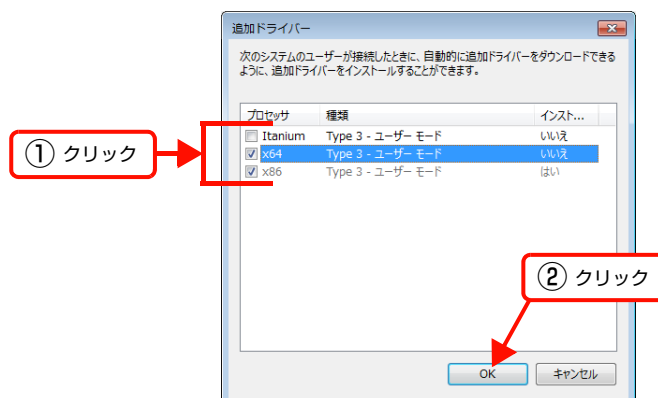 追加ドライバー
次のシステムのユーザーが接続したときに、自動的に追加ドライバーをダウンロードできる
ように、追加ドライバーをインストールすることができます。
プロセッサ 種類 インスト...
Itanium Type 3 - ユーザー モード いいえ
① クリック
x64 Type 3 - ユーザー モード いいえ
x86 Type 3 - ユーザー モード はい
② クリック
OK キャンセル